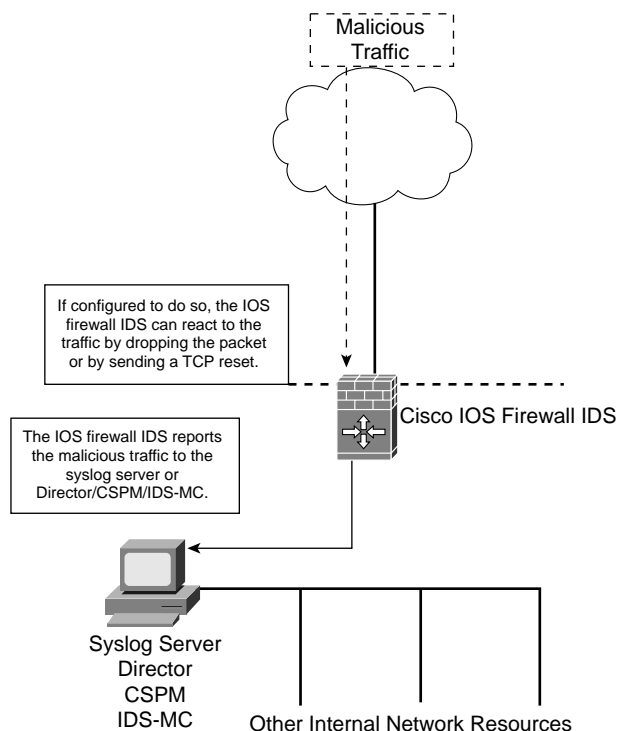 Malicious
Traffic
If configured to do so, the IOS
firewall IDS can react to the
traffic by dropping the packet
or by sending a TCP reset.
Cisco IOS Firewall IDS
The IOS firewall IDS reports
the malicious traffic to the
syslog server or
Director/CSPM/IDS-MC.
Syslog Server
Director
CSPM
IDS-MC
Other Internal Network Resources